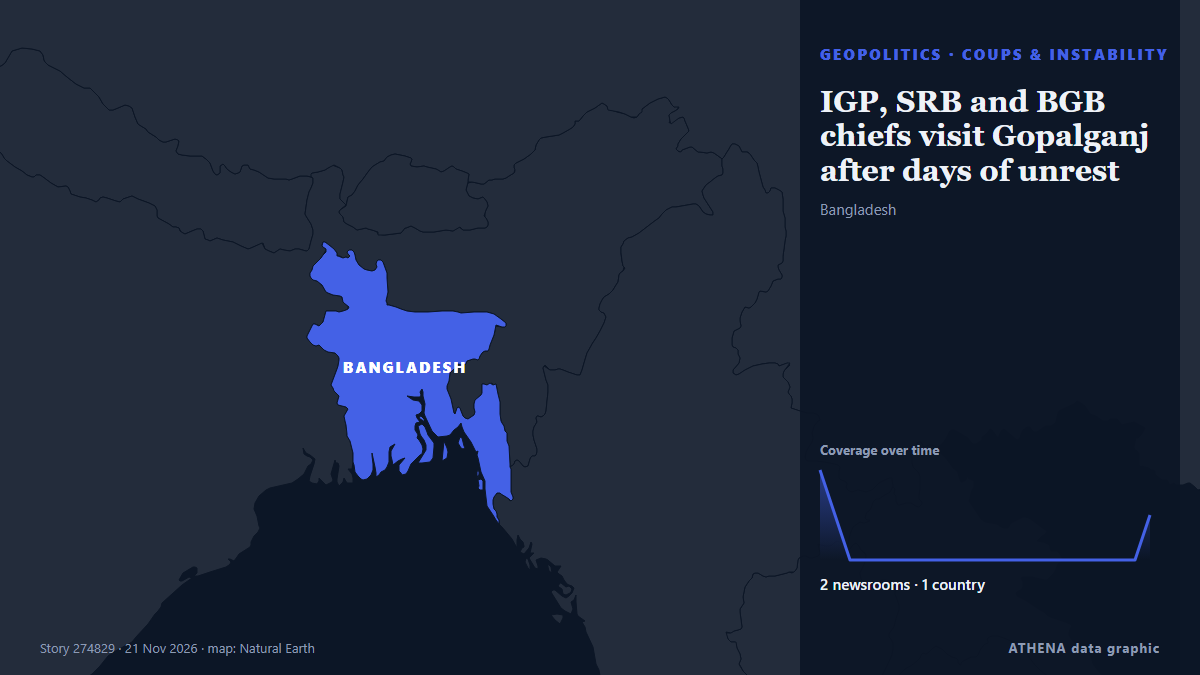 GEOPOLITICS · COUPS & INSTABILITY
IGP, SRB and BGB
chiefs visit Gopalganj
after days of unrest
Bangladesh
BANGLADESH
Coverage over time
2 newsrooms · 1 country
Story 274829 · 21 Nov 2026 · map: Natural Earth
ATHENA data graphic